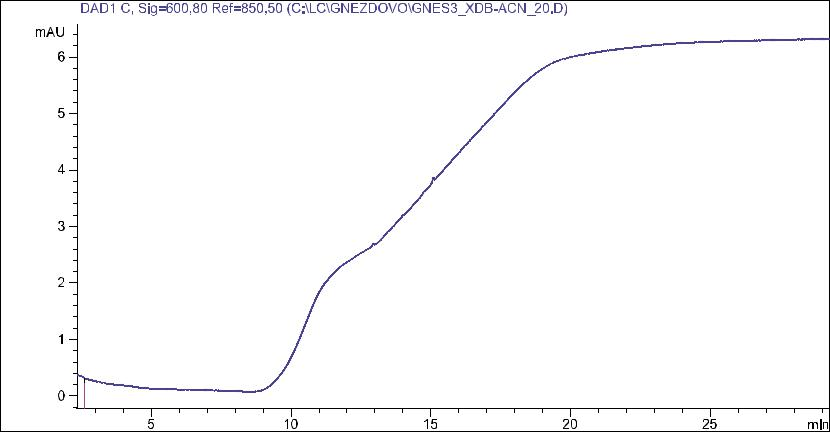 DAD1 C, Sig=600,80 Ref=850,50 (C:\LC\GNEZDOVO\GNES3_XDB-ACN_20.D)
mAU
6
5
4
3
2
1
0
5 10 15 20 25 min